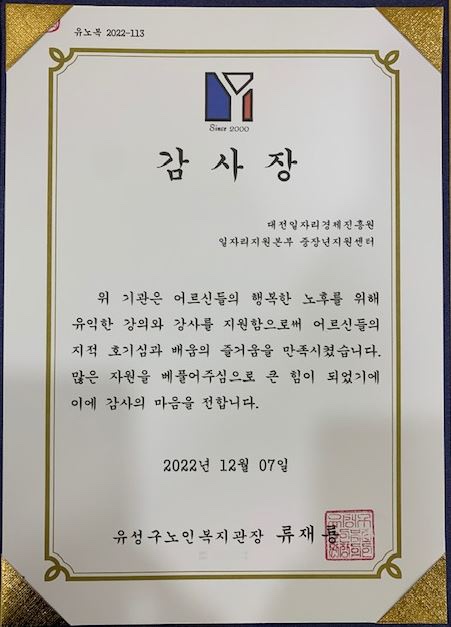 유노복 2022-113
Since 2000
감사장
대전일자리경제진흥원
일자리지원본부 중장년지원센터
위 기관은 어르신들의 행복한 노후를 위해
유익한 강의와 강사를 지원함으로써 어르신들의
지적 호기심과 배움의 즐거움을 만족시켰습니다.
많은 자원을 베풀어주심으로 큰 힘이 되었기에
이에 감사의 마음을 전합니다.
2022년 12월 07일
유성구노인복지관장 류재룡